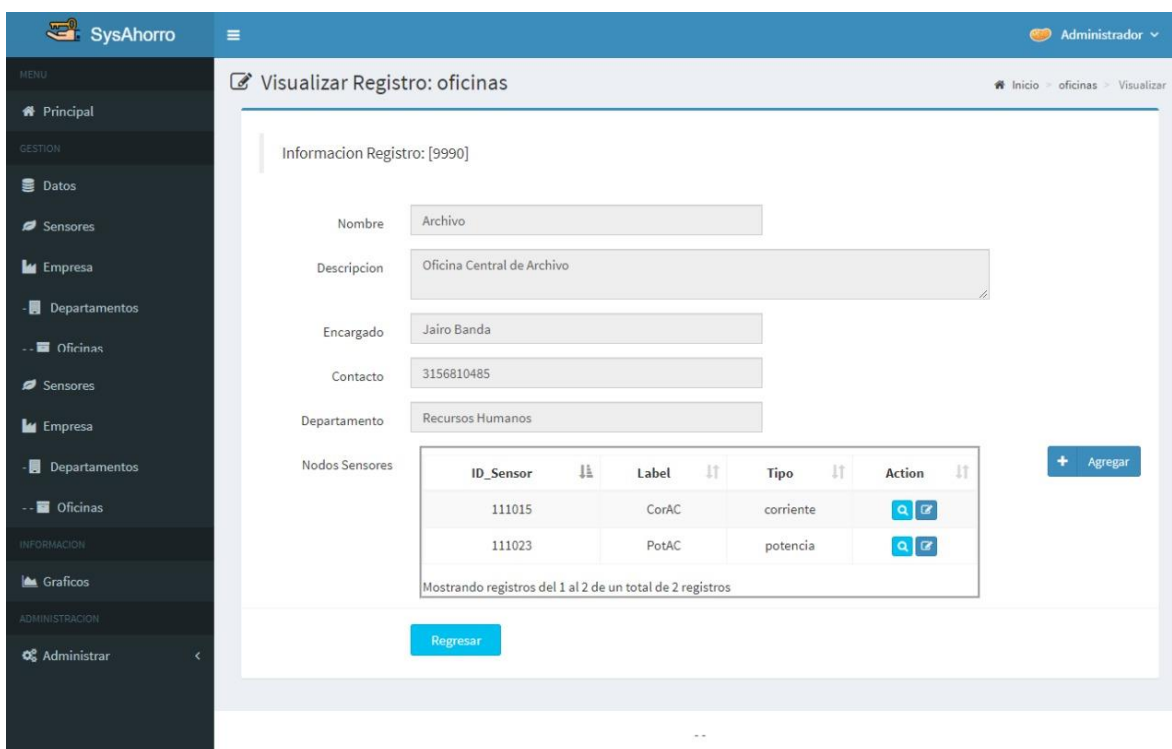 SysAhorro
Administrador
MENU
Principal
GESTION
Datos
Sensores
Empresa
- Departamentos
- - Oficinas
Sensores
Empresa
- Departamentos
- - Oficinas
INFORMACION
Graficos
ADMINISTRACION
Administrar
Visualizar Registro: oficinas
Inicio > oficinas > Visualizar
Informacion Registro: [9990]
Nombre Archivo
Descripcion Oficina Central de Archivo
Encargado Jairo Banda
Contacto 3156810485
Departamento Recursos Humanos
Nodos Sensores
ID_Sensor Label Tipo Action
111015 CorAC corriente
111023 PotAC potencia
Mostrando registros del 1 al 2 de un total de 2 registros
+ Agregar
Regresar
- -